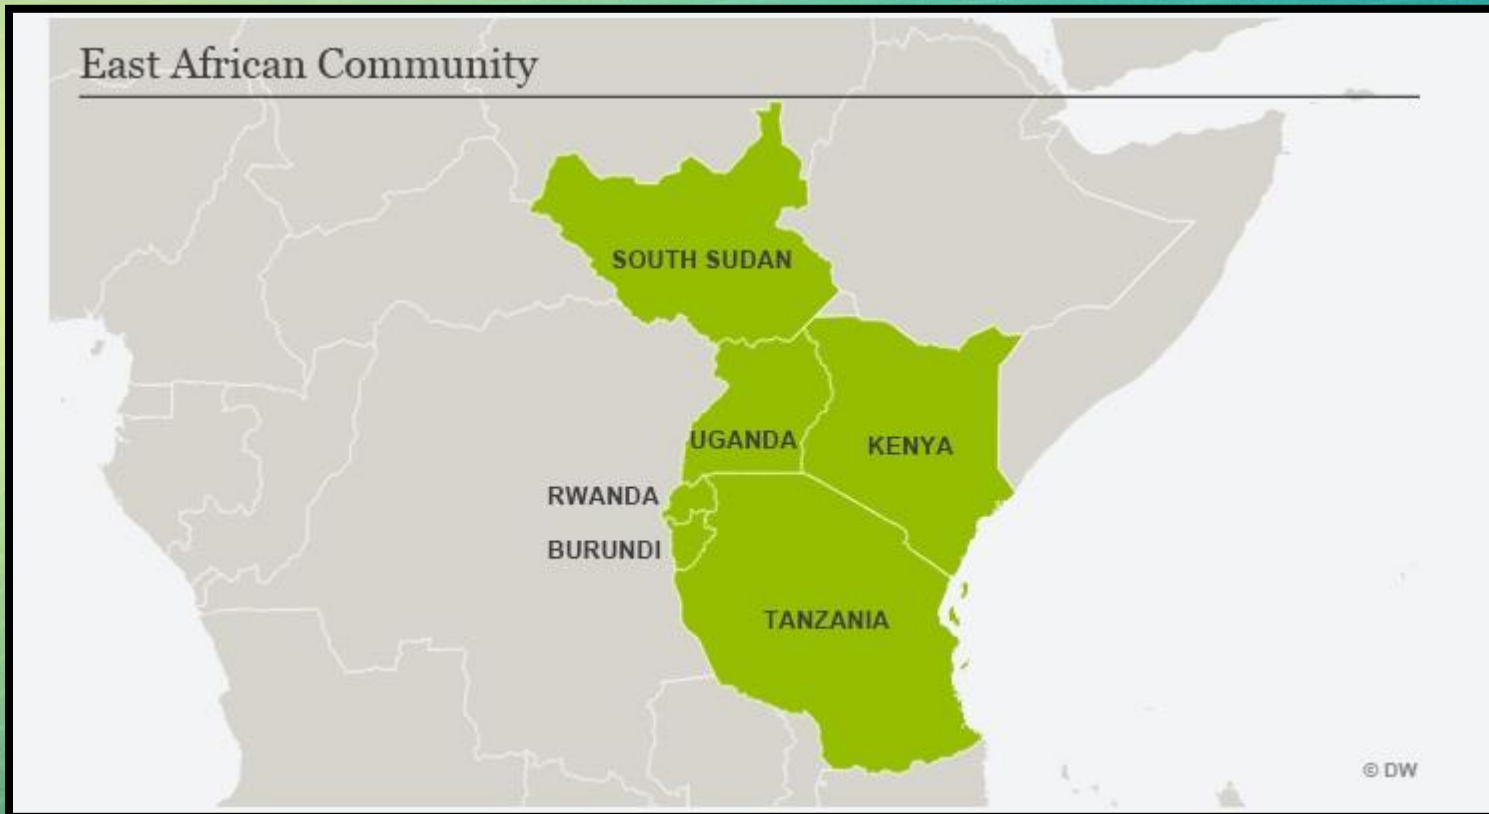 East African Community
SOUTH SUDAN
UGANDA
KENYA
RWANDA
BURUNDI
TANZANIA
© DW